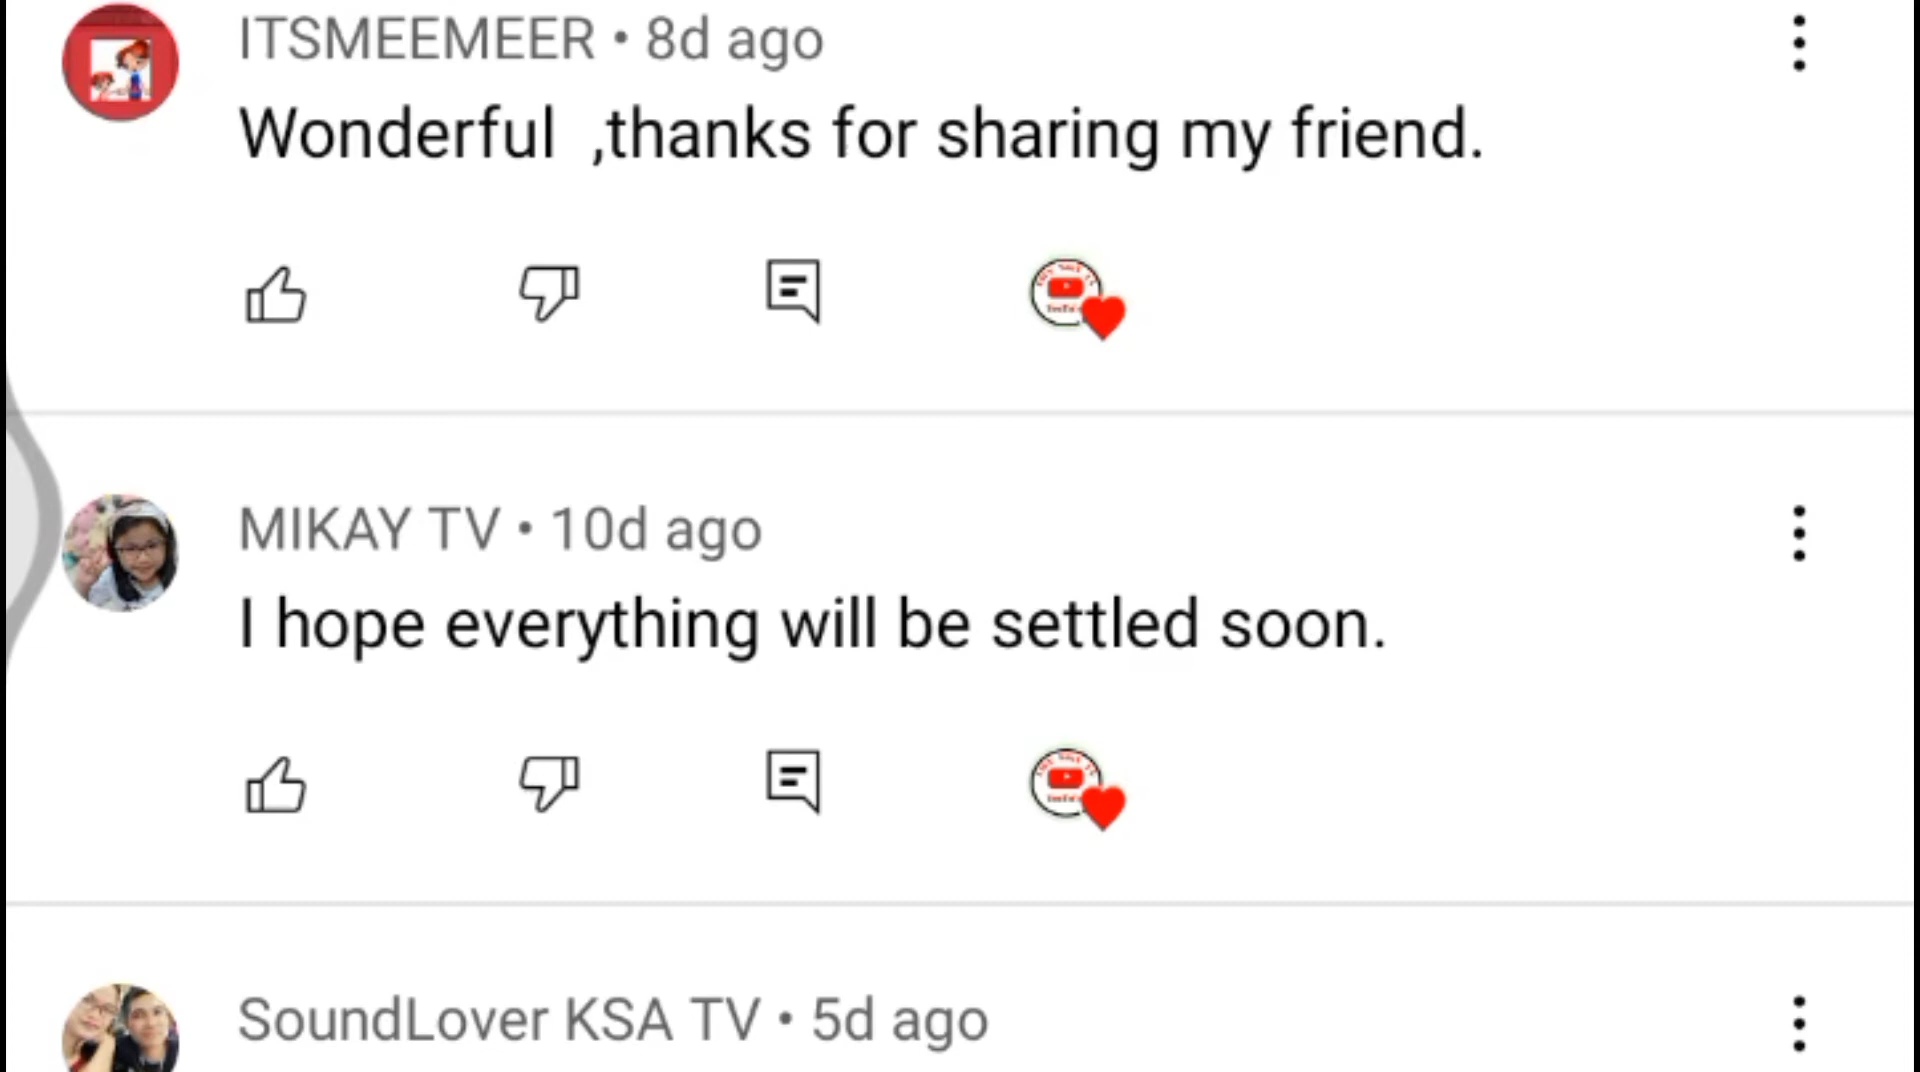 ITSMEEMEER • 8d ago
Wonderful  ,thanks for sharing my friend.
MIKAY TV • 10d ago
I hope everything will be settled soon.
SoundLover KSA TV • 5d ago